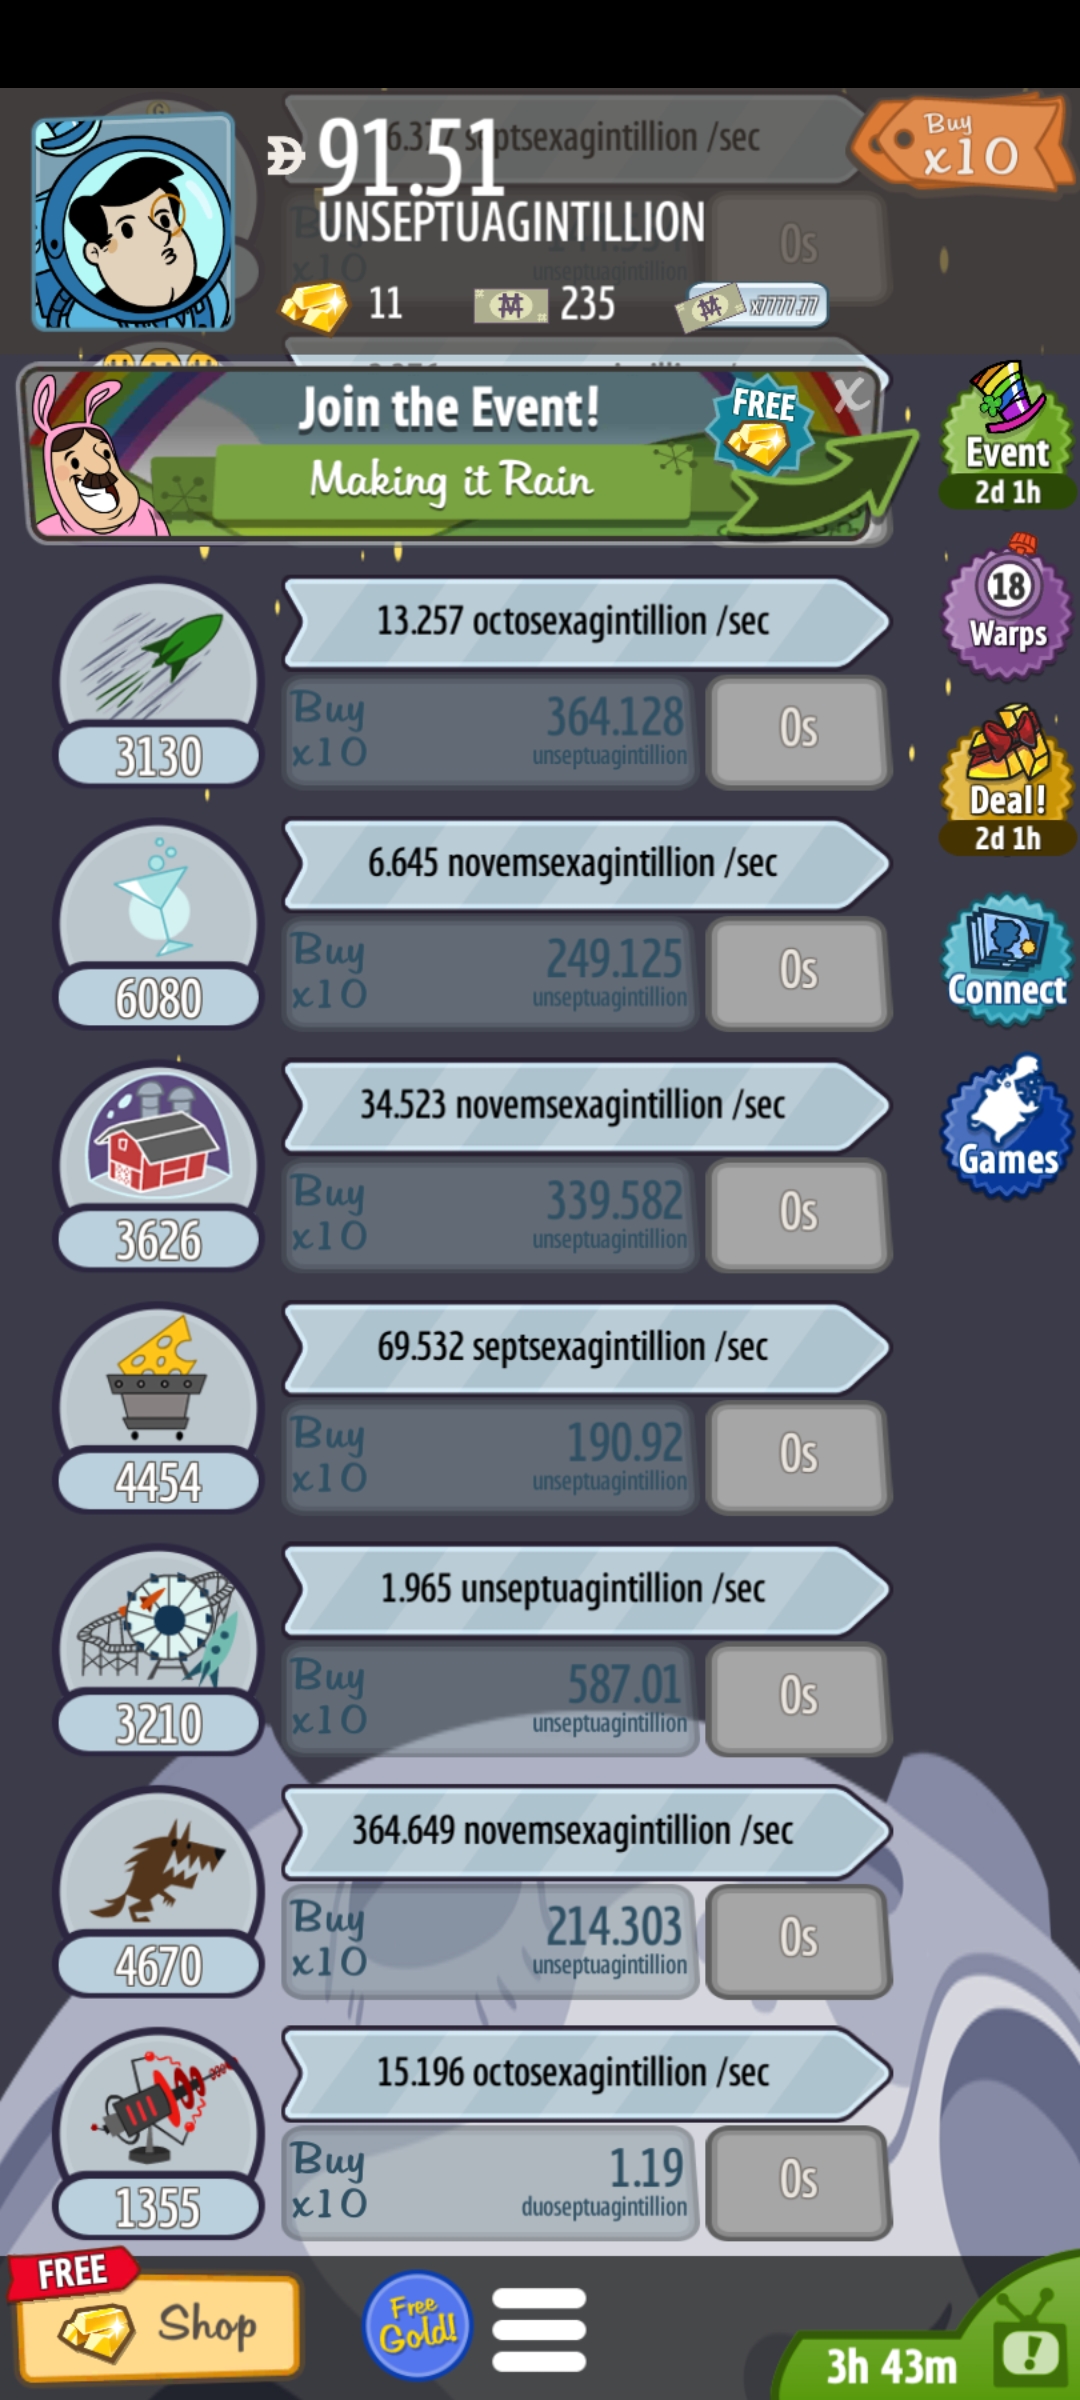 91.51
septsexagintillion /sec
UNSEPTUAGINTILLION
Buy
x10
x10
unseptuagintillion
0s
11
235
x7777.77
Join the Event!
Making it Rain
FREE
X
Event
2d 1h
13.257 octosexagintillion /sec
Buy
x10
364.128
unseptuagintillion
0s
3130
18
Warps
Deal!
2d 1h
6.645 novemsexagintillion /sec
Buy
x10
249.125
unseptuagintillion
0s
6080
Connect
34.523 novemsexagintillion /sec
Buy
x10
339.582
unseptuagintillion
0s
3626
Games
69.532 septsexagintillion /sec
Buy
x10
190.92
unseptuagintillion
0s
4454
1.965 unseptuagintillion /sec
Buy
x10
587.01
unseptuagintillion
0s
3210
364.649 novemsexagintillion /sec
Buy
x10
214.303
unseptuagintillion
0s
4670
15.196 octosexagintillion /sec
Buy
x10
1.19
duoseptuagintillion
0s
1355
FREE
Shop
Free
Gold!
3h 43m